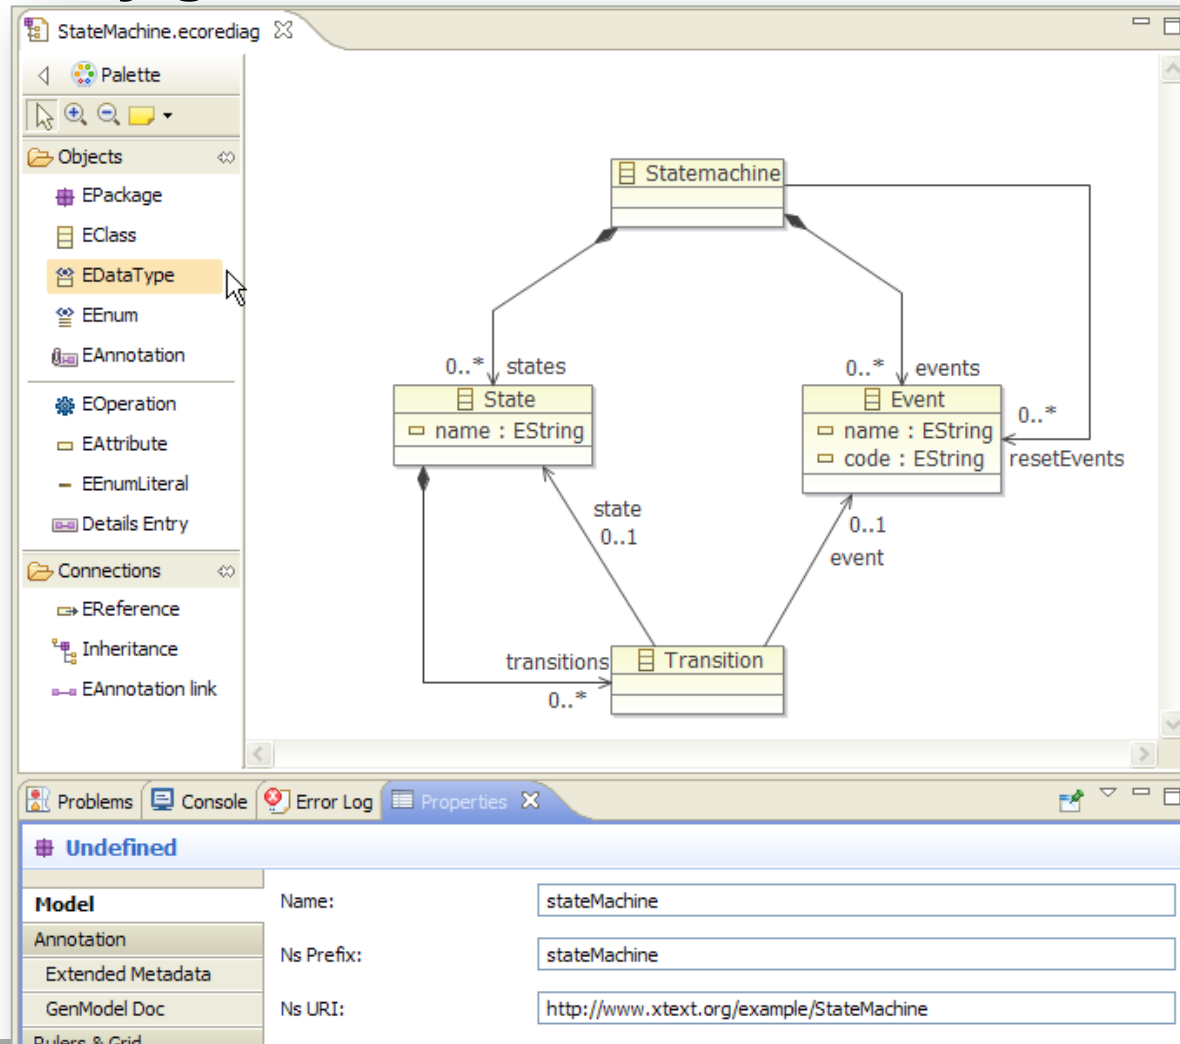 StateMachine.ecorediag
Palette
Objects
EPackage
EClass
EDataType
EEnum
EAnnotation
EOperation
EAttribute
EEnumLiteral
Details Entry
Connections
EReference
Inheritance
EAnnotation link
Statemachine
0..* states
0..* events
State
name : EString
Event
name : EString
code : EString
0..*
resetEvents
state
0..1
0..1
event
transitions
0..*
Transition
Problems Console Error Log Properties
Undefined
Model
Annotation
Extended Metadata
GenModel Doc
Rulers & Grid
Name: stateMachine
Ns Prefix: stateMachine
Ns URI: http://www.xtext.org/example/StateMachine